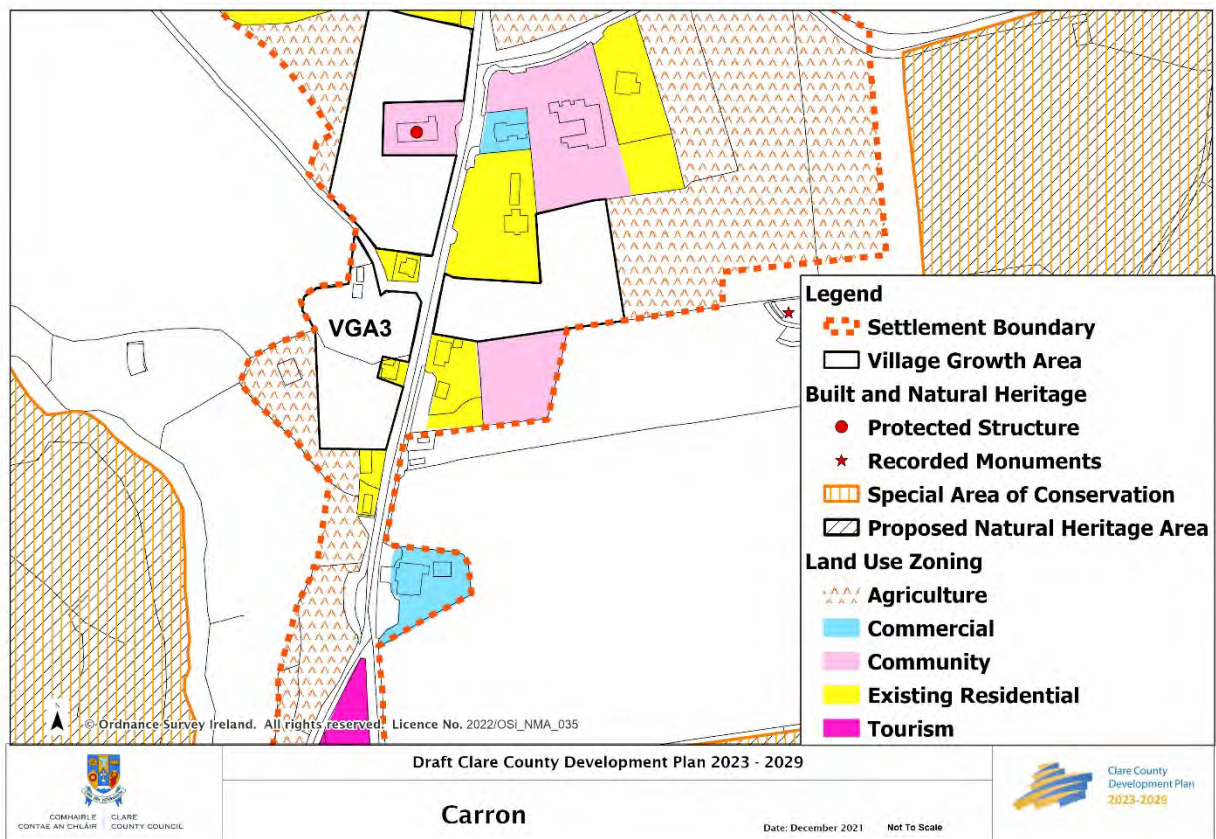 VGA3
Legend
Settlement Boundary
Village Growth Area
Built and Natural Heritage
Protected Structure
Recorded Monuments
Special Area of Conservation
Proposed Natural Heritage Area
Land Use Zoning
Agriculture
Commercial
Community
Existing Residential
Tourism
N
© Ordnance Survey Ireland. All rights reserved. Licence No. 2022/OSi_NMA_035
COMHAIRLE CONTAE AN CHLÁIR
CLARE COUNTY COUNCIL
Draft Clare County Development Plan 2023 - 2029
Carron
Date: December 2021 Not To Scale
Clare County
Development Plan
2023-2029